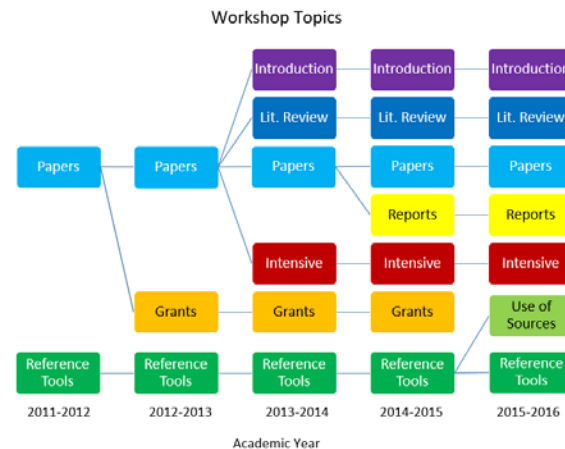 Workshop Topics
Introduction Introduction Introduction
Lit. Review Lit. Review Lit. Review
Papers Papers Papers Papers Papers
Reports Reports
Intensive Intensive Intensive
Grants Grants Grants
Use of
Sources
Reference Reference Reference Reference Reference
Tools Tools Tools Tools Tools
2011-2012 2012-2013 2013-2014 2014-2015 2015-2016
Academic Year